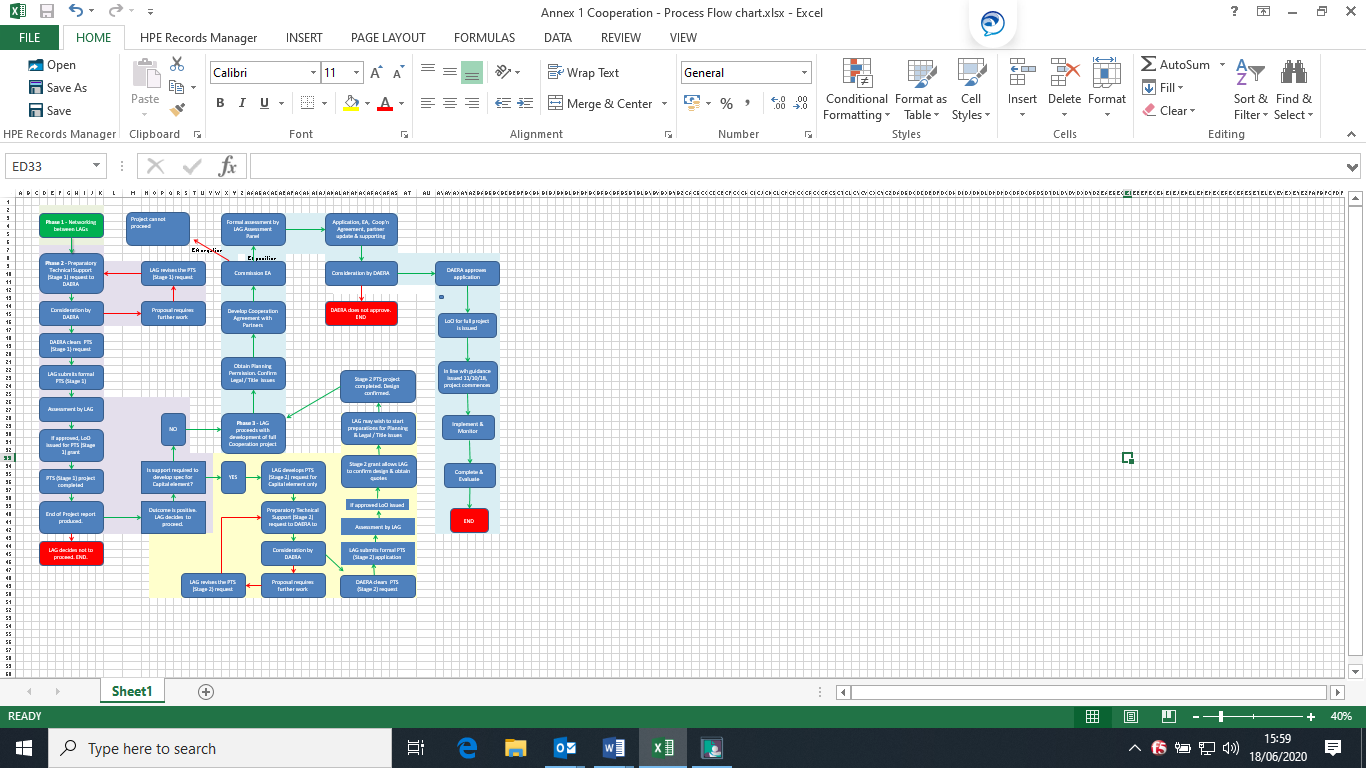 Annex 1 Cooperation - Process Flow chart.xlsx - Excel
FILE
HOME
HPE Records Manager
INSERT
PAGE LAYOUT
FORMULAS
DATA
REVIEW
VIEW
Open
Save As
Save
HPE Records Manager
Paste
Clipboard
Calibri
11
B I U
Font
Wrap Text
Merge & Center
Alignment
General
%
Number
Conditional
Formatting
Format as
Table
Cell
Styles
Styles
Insert
Delete
Format
Cells
AutoSum
Fill
Clear
Sort &
Filter
Find &
Select
Editing
ED33
fx
Phase 1 - Networking
between LAGs
Phase 2 - Preparatory
Technical Support
(Stage 1) request to
DAERA
Consideration by
DAERA
DAERA clears PTS
(Stage 1) request
LAG submits formal
PTS (Stage 1)
Assessment by LAG
If approved, LoO
issued for PTS (Stage
1) grant
PTS (Stage 1) project
completed
End of Project report
produced.
LAG decides not to
proceed. END.
Project cannot
proceed
EA negative
EA positive
LAG revises the PTS
(Stage 1) request
Proposal requires
further work
NO
Is support required to
develop spec for
Capital element?
Outcome is positive.
LAG decides to
proceed.
Formal assessment by
LAG Assessment
Panel
Commission EA
Develop Cooperation
Agreement with
Partners
Obtain Planning
Permission. Confirm
Legal / Title issues
Phase 3 - LAG
proceeds with
development of full
Cooperation project
YES
LAG develops PTS
(Stage 2) request for
Capital element only
Preparatory Technical
Support (Stage 2)
request to DAERA to
Consideration by
DAERA
Proposal requires
further work
LAG revises the PTS
(Stage 2) request
Application, EA, Coop'n
Agreement, partner
update & supporting
Consideration by DAERA
DAERA does not approve.
END
Stage 2 PTS project
completed. Design
confirmed.
LAG may wish to start
preparations for Planning
& Legal / Title issues
Stage 2 grant allows LAG
to confirm design & obtain
quotes
If approved LoO issued
Assessment by LAG
LAG submits formal PTS
(Stage 2) application
DAERA clears PTS
(Stage 2) request
DAERA approves
application
LoO for full project
is issued
In line wih guidance
issued 11/10/18,
project commences
Implement &
Monitor
Complete &
Evaluate
END
Sheet1
READY
40%
Type here to search
15:59
18/06/2020